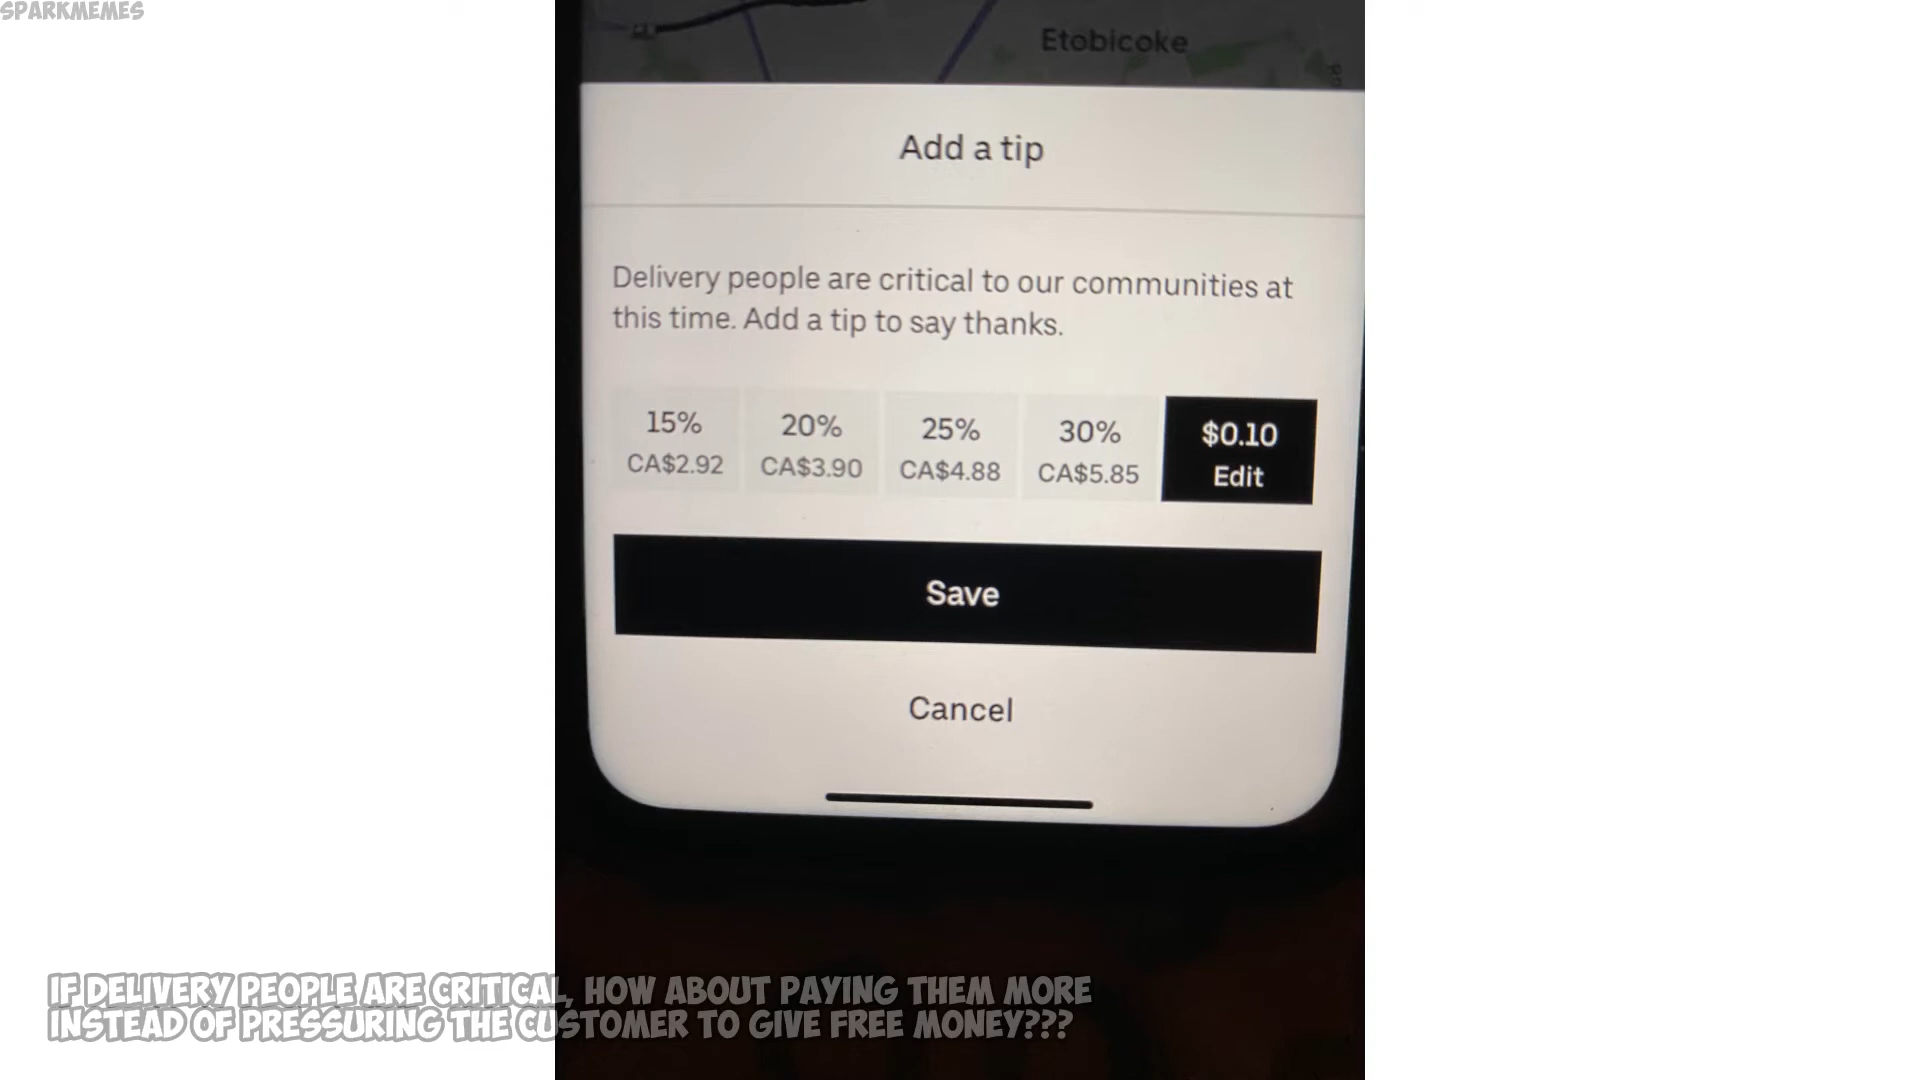 SPARKMEMES
Etobicoke
Add a tip
Delivery people are critical to our communities at
this time. Add a tip to say thanks.
15% 20% 25% 30% $0.10
CA$2.92 CA$3.90 CA$4.88 CA$5.85 Edit
Save
Cancel
IF DELIVERY PEOPLE ARE CRITICAL, HOW ABOUT PAYING THEM MORE
INSTEAD OF PRESSURING THE CUSTOMER TO GIVE FREE MONEY???